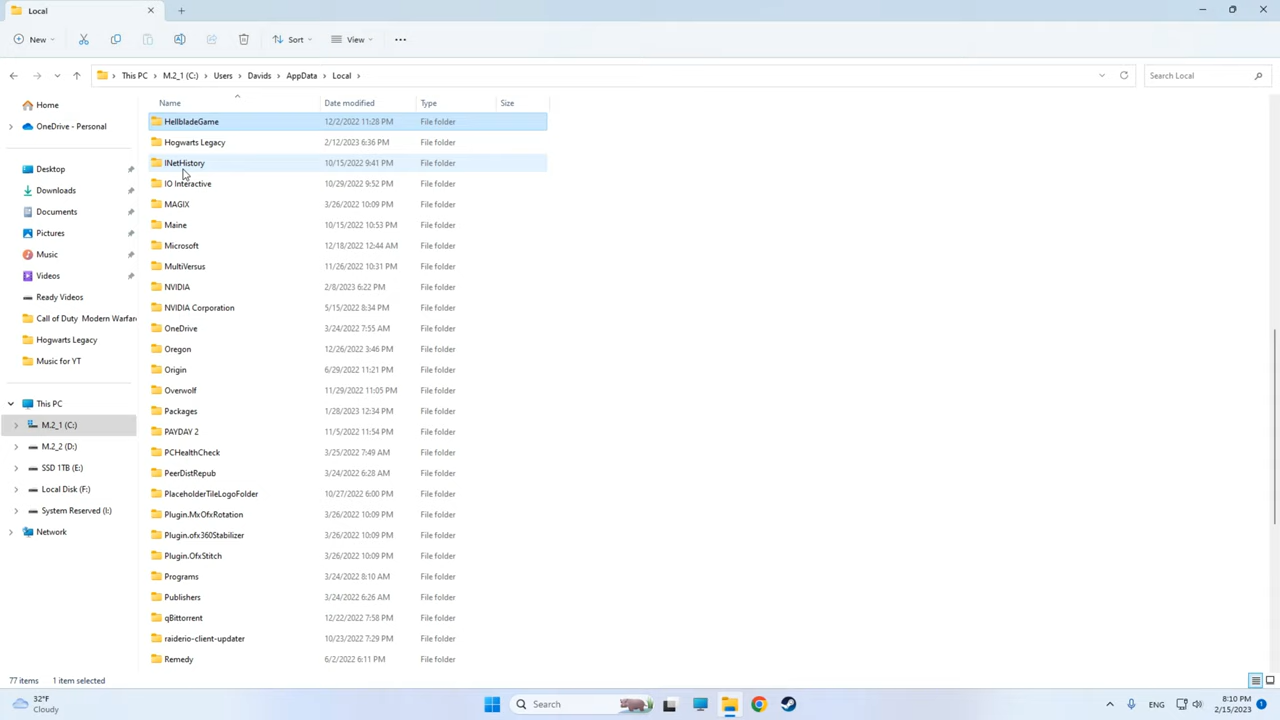 Local
New
Sort
View
This PC > M.2_1 (C:) > Users > Davids > AppData > Local >
Search Local
Home
OneDrive - Personal
Desktop
Downloads
Documents
Pictures
Music
Videos
Ready Videos
Call of Duty Modern Warfar
Hogwarts Legacy
Music for YT
This PC
M.2_1 (C:)
M.2_2 (D:)
SSD 1TB (E:)
Local Disk (F:)
System Reserved (I:)
Network
Name Date modified Type Size
HellbladeGame 12/2/2022 11:28 PM File folder
Hogwarts Legacy 2/12/2023 6:36 PM File folder
INetHistory 10/15/2022 9:41 PM File folder
IO Interactive 10/29/2022 9:52 PM File folder
MAGIX 3/26/2022 10:09 PM File folder
Maine 10/15/2022 10:53 PM File folder
Microsoft 12/18/2022 12:44 AM File folder
MultiVersus 11/26/2022 10:31 PM File folder
NVIDIA 2/8/2023 6:22 PM File folder
NVIDIA Corporation 5/15/2022 8:34 PM File folder
OneDrive 3/24/2022 7:55 AM File folder
Oregon 12/26/2022 3:46 PM File folder
Origin 6/29/2022 11:21 PM File folder
Overwolf 11/29/2022 11:05 PM File folder
Packages 1/28/2023 12:34 PM File folder
PAYDAY 2 11/5/2022 11:54 PM File folder
PCHealthCheck 3/25/2022 7:49 AM File folder
PeerDistRepub 3/24/2022 6:28 AM File folder
PlaceholderTileLogoFolder 10/27/2022 6:00 PM File folder
Plugin.MxOfxRotation 3/26/2022 10:09 PM File folder
Plugin.ofx360Stabilizer 3/26/2022 10:09 PM File folder
Plugin.OfxStitch 3/26/2022 10:09 PM File folder
Programs 3/24/2022 8:10 AM File folder
Publishers 3/24/2022 6:26 AM File folder
qBittorrent 12/22/2022 7:58 PM File folder
raiderio-client-updater 10/23/2022 7:29 PM File folder
Remedy 6/2/2022 6:11 PM File folder
77 items 1 item selected
32°F
Cloudy
Search
ENG
8:10 PM
2/15/2023
1